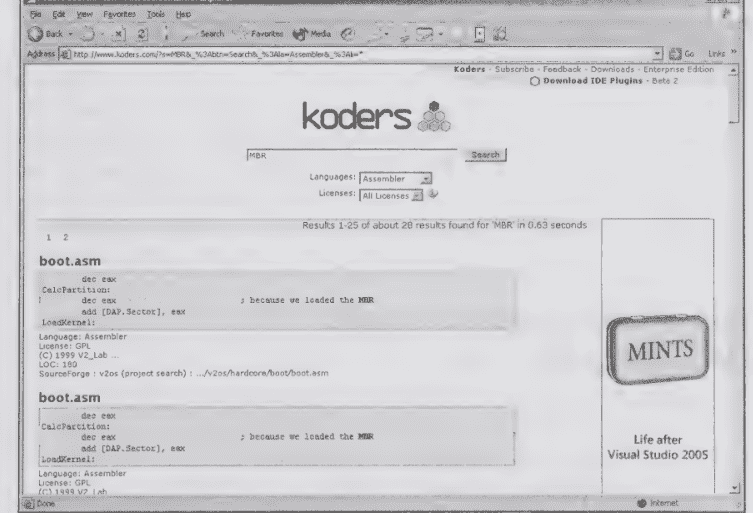 File Edit View Favorites Tools Help
Back Search Favorites Media
Address http://www.koders.com/?s=MBR&_%3Abtn=Search&_%3Ala=Assembler&_%3Ali=* Go Links »
Koders - Subscribe - Feedback - Downloads - Enterprise Edition
Download IDE Plugins - Beta 2
koders
MBR Search
Languages: Assembler
Licenses: All Licenses
Results 1-25 of about 28 results found for 'MBR' in 0.63 seconds
1 2
boot.asm
dec eax
CalcPartition:
dec eax ; because we loaded the MBR
add [DAP.Sector], eax
LoadKernel:
Language: Assembler
License: GPL
(C) 1999 V2_Lab ...
LOC: 180
SourceForge : v2os (project search) : .../v2os/hardcore/boot/boot.asm
boot.asm
dec eax
CalcPartition:
dec eax ; because we loaded the MBR
add [DAP.Sector], eax
LoadKernel:
Language: Assembler
License: GPL
(C) 1999 V2_Lab
MINTS
Life after
Visual Studio 2005
Done Internet